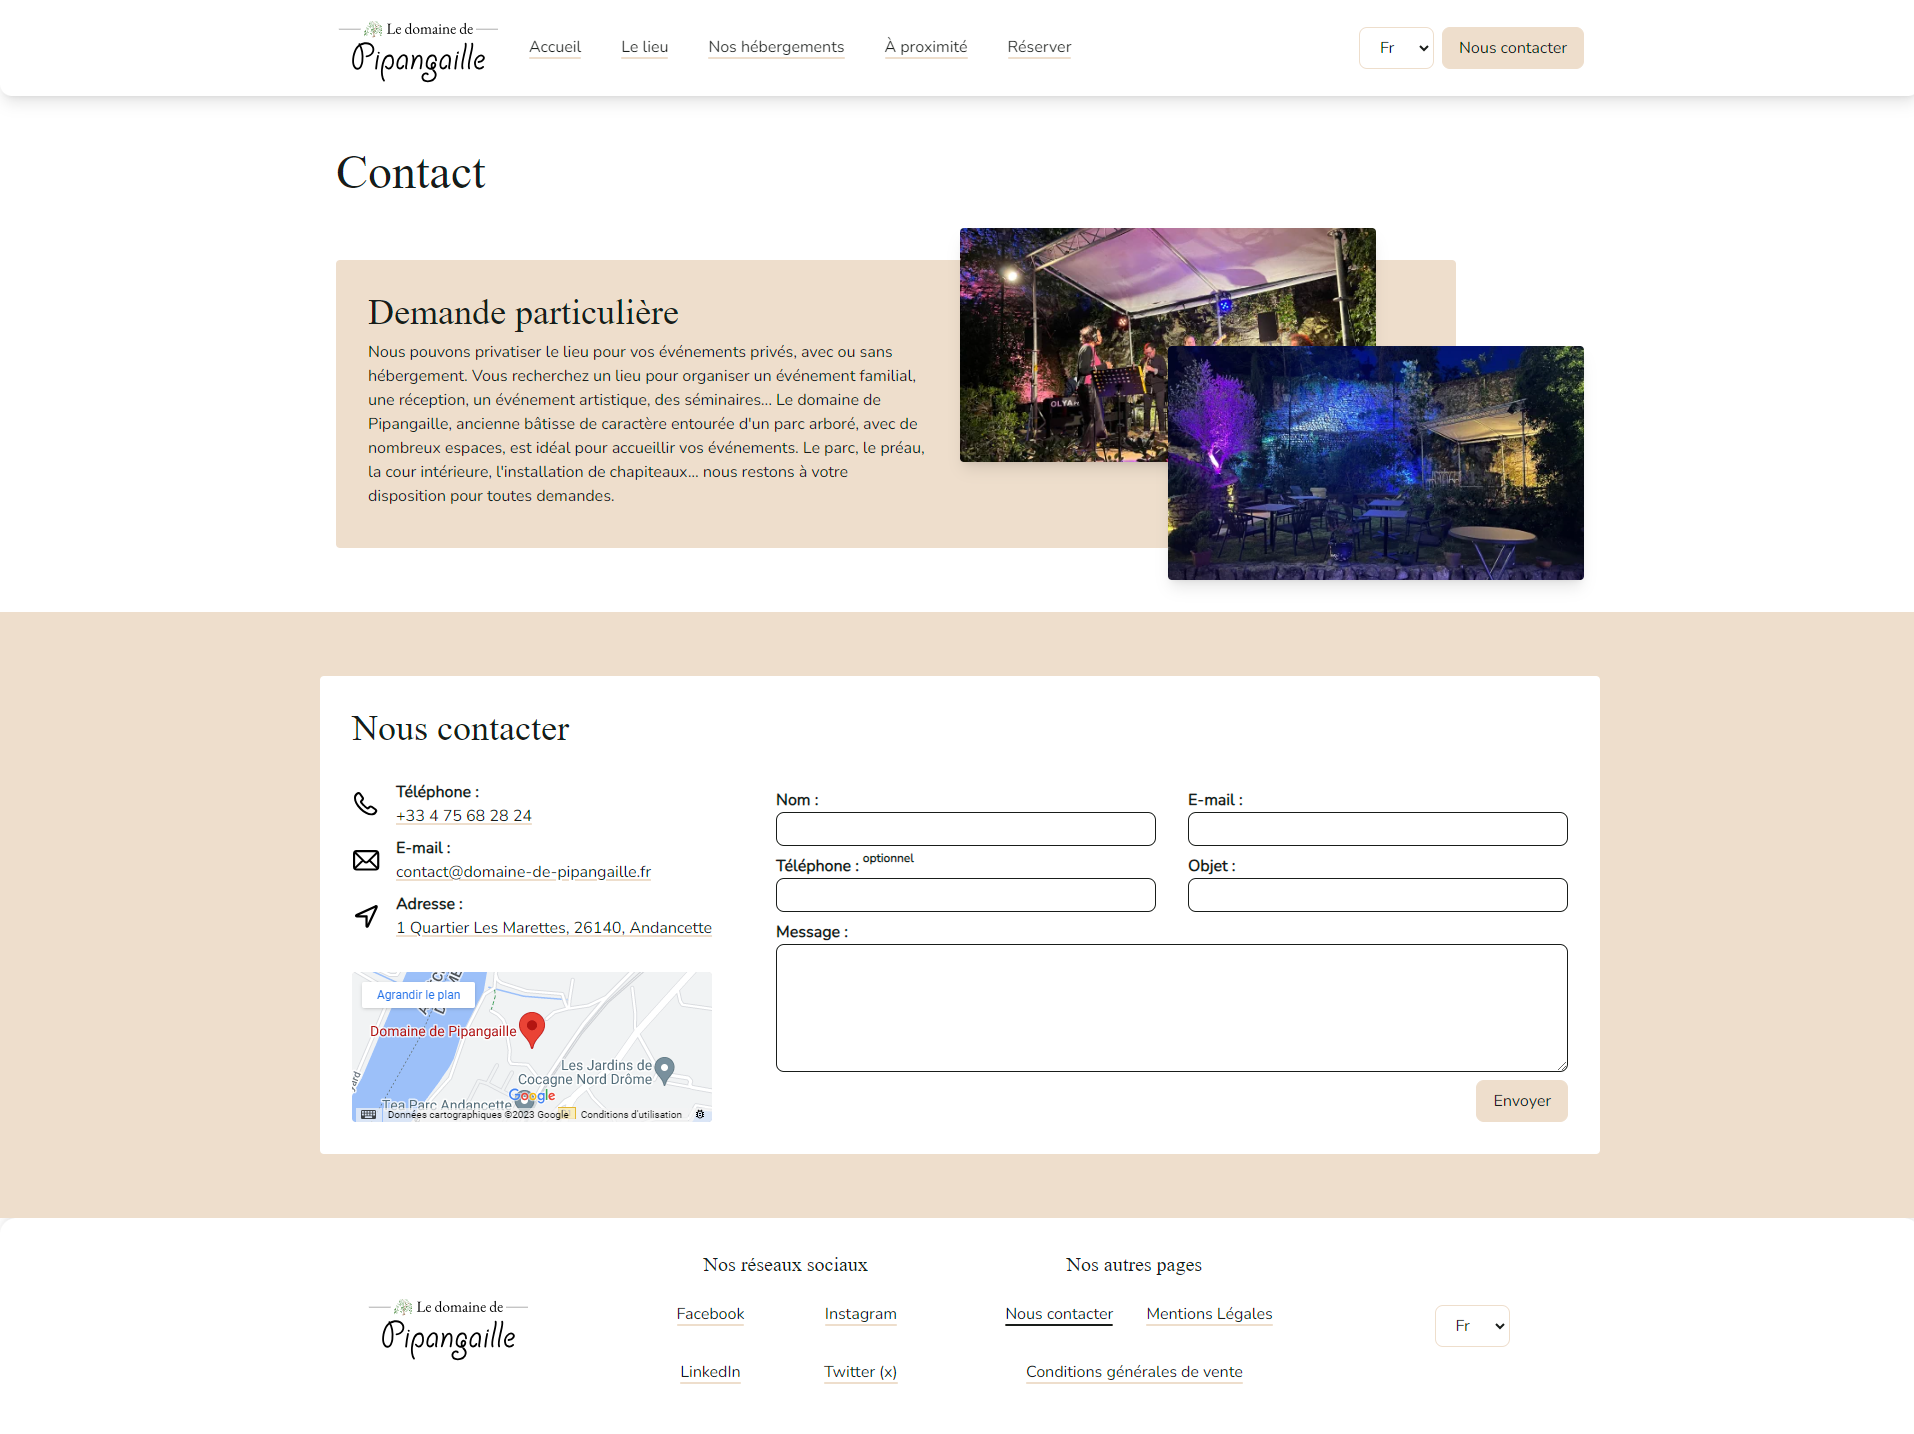 Le domaine de
Pipangaille
Accueil
Le lieu
Nos hébergements
À proximité
Réserver
Fr
Nous contacter
Contact
Demande particulière
Nous pouvons privatiser le lieu pour vos événements privés, avec ou sans
hébergement. Vous recherchez un lieu pour organiser un événement familial,
une réception, un événement artistique, des séminaires... Le domaine de
Pipangaille, ancienne bâtisse de caractère entourée d'un parc arboré, avec de
nombreux espaces, est idéal pour accueillir vos événements. Le parc, le préau,
la cour intérieure, l'installation de chapiteaux... nous restons à votre
disposition pour toutes demandes.
Nous contacter
Téléphone :
+33 4 75 68 28 24
E-mail :
contact@domaine-de-pipangaille.fr
Adresse :
1 Quartier Les Marettes, 26140, Andancette
Agrandir le plan
Domaine de Pipangaille
Les Jardins de
Cocagne Nord Drôme
Tea Parc Andancette
Google
Données cartographiques ©2023 Google
Conditions d'utilisation
Nom :
E-mail :
Téléphone : optionnel
Objet :
Message :
Envoyer
Le domaine de
Pipangaille
Nos réseaux sociaux
Facebook
Instagram
LinkedIn
Twitter (x)
Nos autres pages
Nous contacter
Mentions Légales
Conditions générales de vente
Fr